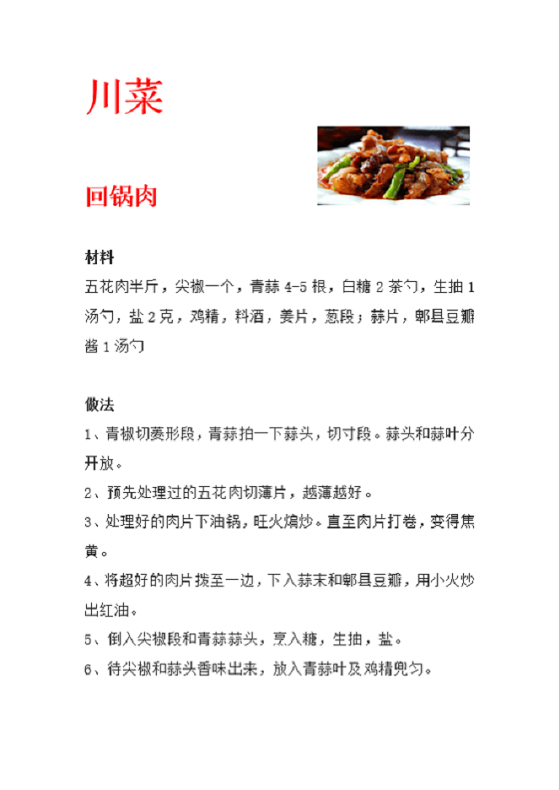 川菜
回锅肉
材料
五花肉半斤，尖椒一个，青蒜 4-5 根，白糖 2 茶勺，生抽 1
汤勺，盐 2 克，鸡精，料酒，姜片，葱段；蒜片，郫县豆瓣
酱 1 汤勺
做法
1、青椒切菱形段，青蒜拍一下蒜头，切寸段。蒜头和蒜叶分
开放。
2、预先处理过的五花肉切薄片，越薄越好。
3、处理好的肉片下油锅，旺火煸炒。直至肉片打卷，变得焦
黄。
4、将超好的肉片拨至一边，下入蒜末和郫县豆瓣，用小火炒
出红油。
5、倒入尖椒段和青蒜蒜头，烹入糖，生抽，盐。
6、待尖椒和蒜头香味出来，放入青蒜叶及鸡精兜匀。